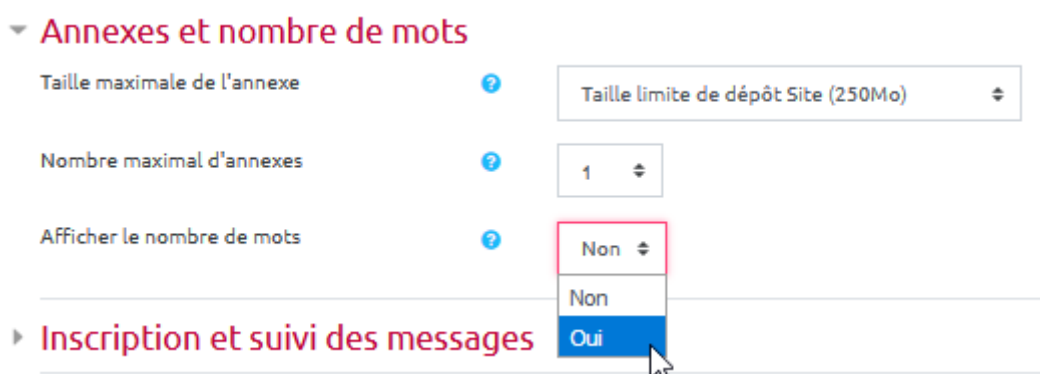 Annexes et nombre de mots
Taille maximale de l'annexe
?
Taille limite de dépôt Site (250Mo)
Nombre maximal d'annexes
?
1
Afficher le nombre de mots
?
Non
Non
Oui
Inscription et suivi des messages